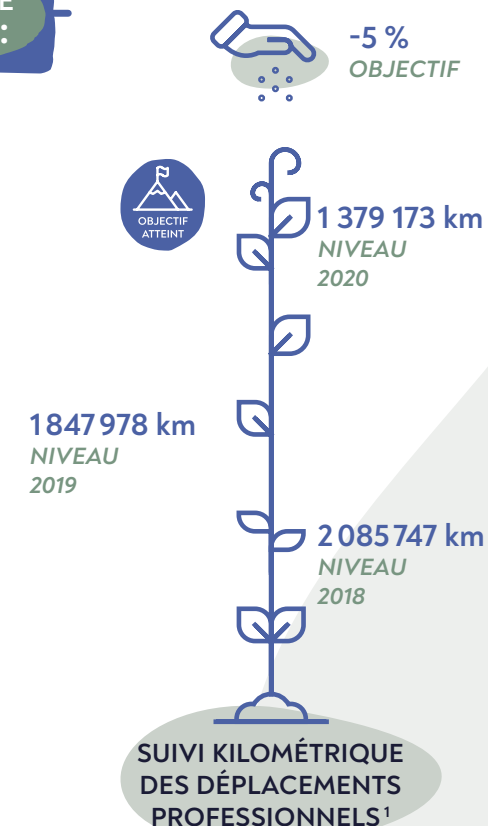 E
:
-5 %
OBJECTIF
OBJECTIF
ATTEINT
1 379 173 km
NIVEAU
2020
1 847 978 km
NIVEAU
2019
2 085 747 km
NIVEAU
2018
SUIVI KILOMÉTRIQUE
DES DÉPLACEMENTS
PROFESSIONNELS¹